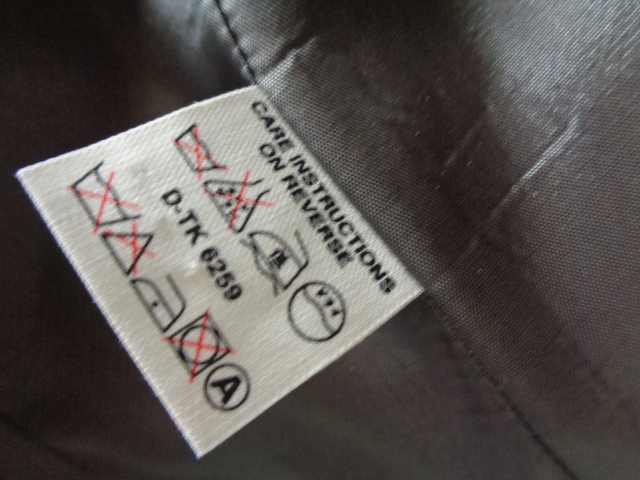 CARE INSTRUCTIONS
ON REVERSE
D-TK 6259
A